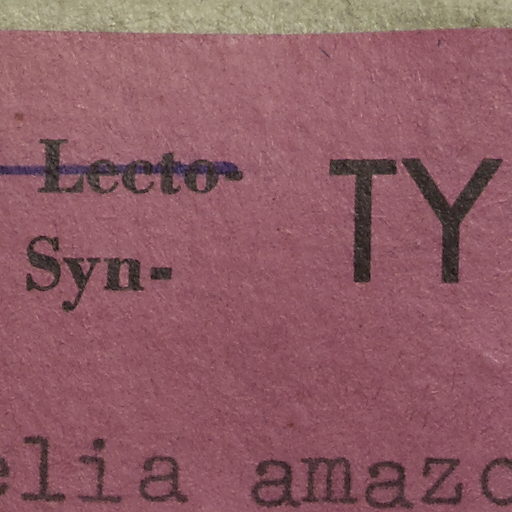 Lecto- TY
Syn-
elia amazo